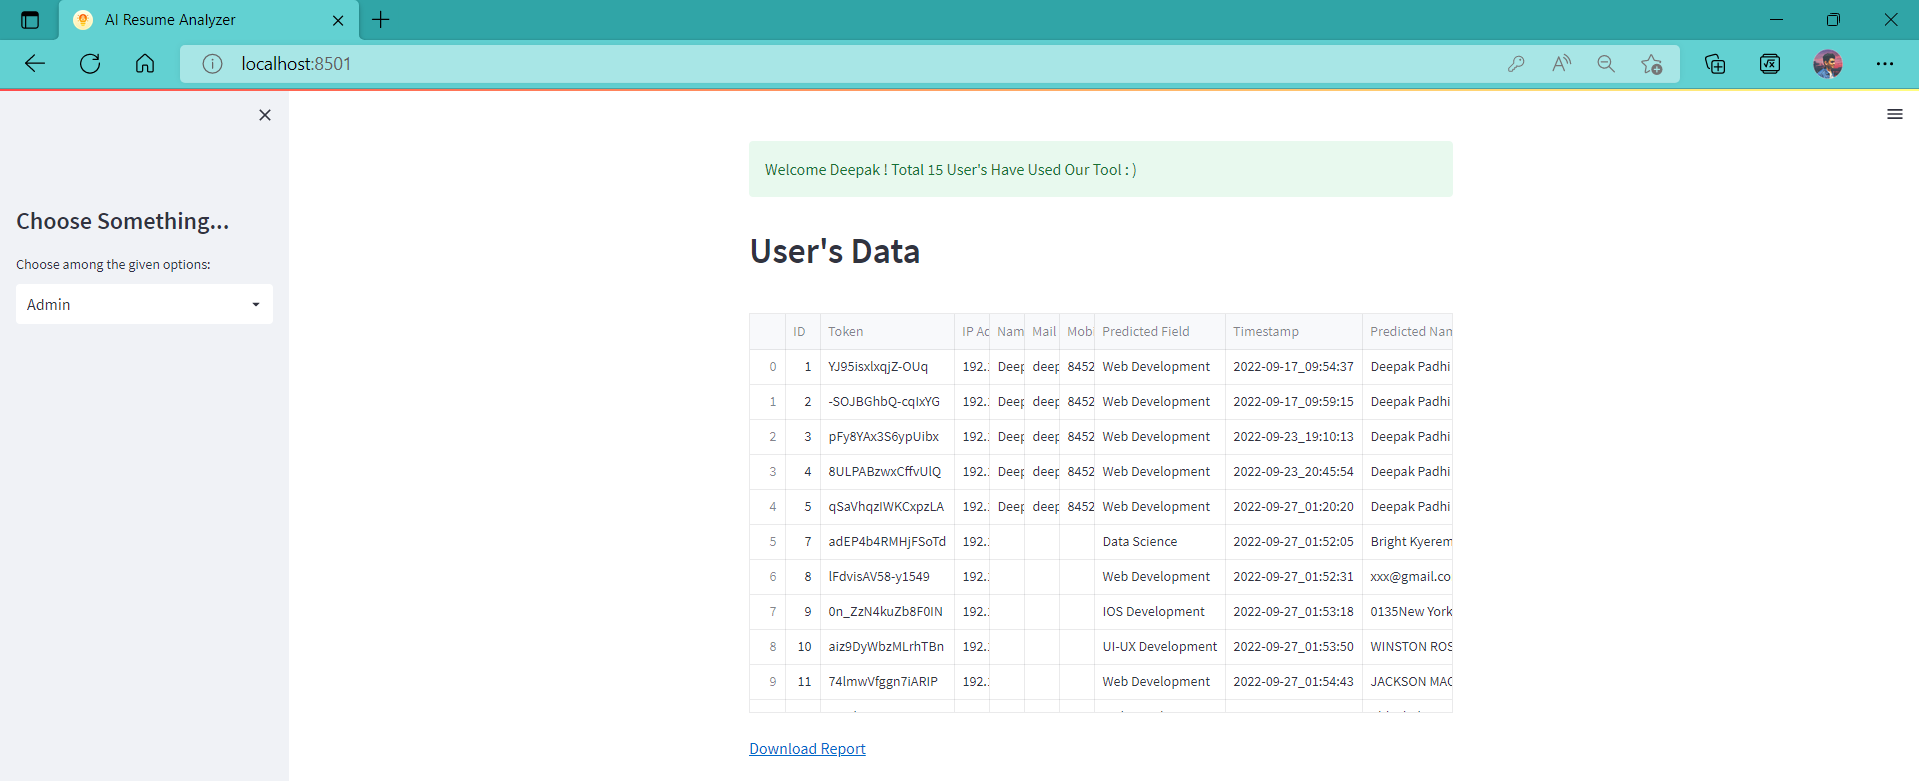 AI Resume Analyzer
localhost:8501
Choose Something...
Choose among the given options:
Admin
Welcome Deepak ! Total 15 User's Have Used Our Tool : )
User's Data
ID Token IP Ad Nam Mail Mobi Predicted Field Timestamp Predicted Nam
0 1 YJ95isxlxqjZ-OUq 192. Deep deep 8452 Web Development 2022-09-17_09:54:37 Deepak Padhi
1 2 -SOJBGhbQ-cqIxYG 192. Deep deep 8452 Web Development 2022-09-17_09:59:15 Deepak Padhi
2 3 pFy8YAx3S6ypUibx 192. Deep deep 8452 Web Development 2022-09-23_19:10:13 Deepak Padhi
3 4 8ULPABzwxCffvUlQ 192. Deep deep 8452 Web Development 2022-09-23_20:45:54 Deepak Padhi
4 5 qSaVhqzIWKCxpzLA 192. Deep deep 8452 Web Development 2022-09-27_01:20:20 Deepak Padhi
5 7 adEP4b4RMHjFSoTd 192. Data Science 2022-09-27_01:52:05 Bright Kyerem
6 8 lFdvisAV58-y1549 192. Web Development 2022-09-27_01:52:31 xxx@gmail.co
7 9 0n_ZzN4kuZb8F0IN 192. IOS Development 2022-09-27_01:53:18 0135New York
8 10 aiz9DyWbzMLrhTBn 192. UI-UX Development 2022-09-27_01:53:50 WINSTON ROS
9 11 74lmwVfggn7iARIP 192. Web Development 2022-09-27_01:54:43 JACKSON MAC
Download Report